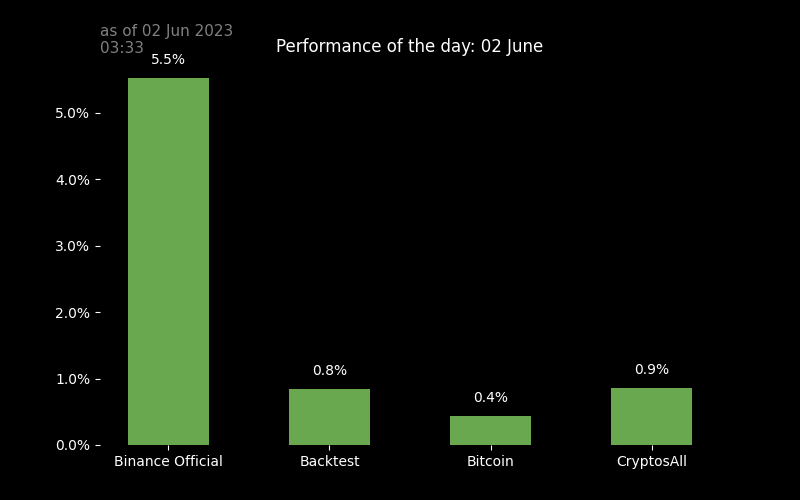 as of 02 Jun 2023
03:33
Performance of the day: 02 June
5.5%
5.0%
4.0%
3.0%
2.0%
1.0%
0.0%
0.8%
0.4%
0.9%
Binance Official
Backtest
Bitcoin
CryptosAll